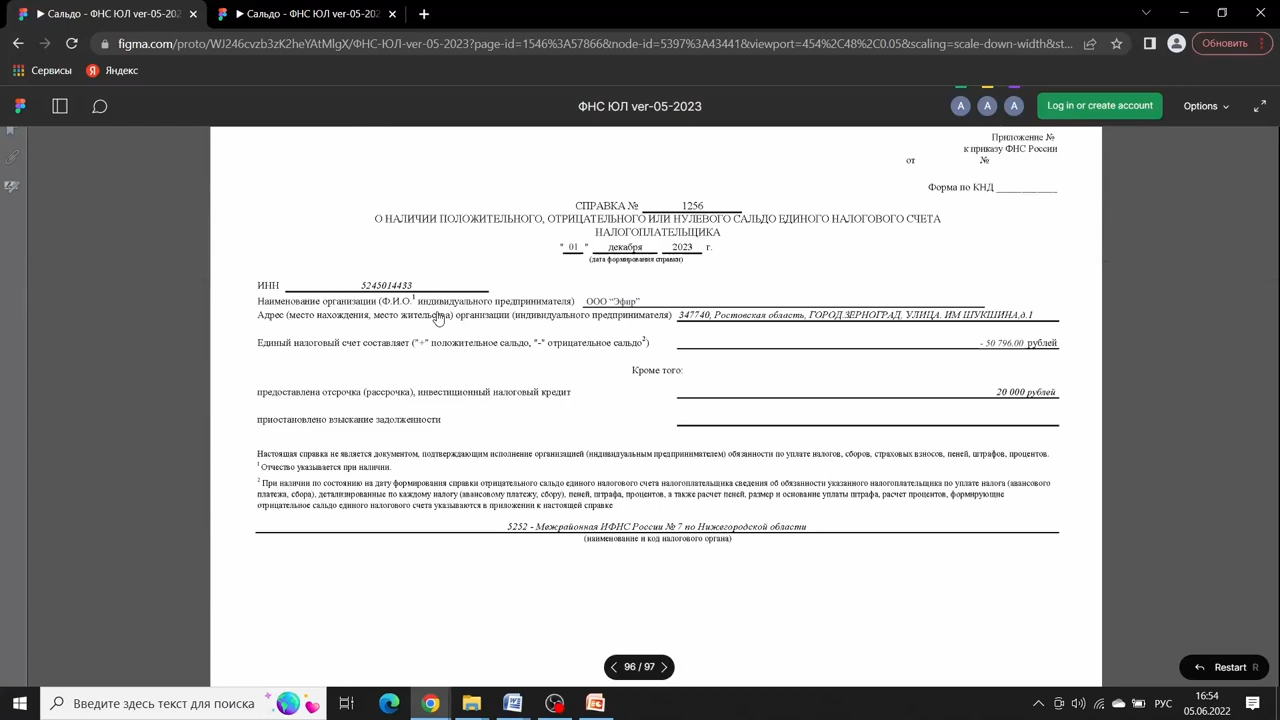 Сальдо - ФНС ЮЛ ver-05-202
Сальдо - ФНС ЮЛ ver-05-202
figma.com/proto/WJ246cvzb3zK2heYAtMlgX/ФНС-ЮЛ-ver-05-2023?page-id=1546%3A57866&node-id=5397%3A43441&viewport=454%2C48%2C0.05&scaling=scale-down-width&st...
Обновить
Сервисы
Яндекс
ФНС ЮЛ ver-05-2023
A A A
Log in or create account
Options
Приложение №
к приказу ФНС России
от №
Форма по КНД ____________
СПРАВКА № 1256
О НАЛИЧИИ ПОЛОЖИТЕЛЬНОГО, ОТРИЦАТЕЛЬНОГО ИЛИ НУЛЕВОГО САЛЬДО ЕДИНОГО НАЛОГОВОГО СЧЕТА
НАЛОГОПЛАТЕЛЬЩИКА
" 01 " декабря 2023 г.
(дата формирования справки)
ИНН 5245014433
Наименование организации (Ф.И.О.1 индивидуального предпринимателя) ООО "Эфир"
Адрес (место нахождения, место жительства) организации (индивидуального предпринимателя) 347740, Ростовская область, ГОРОД.ЗЕРНОГРАД, УЛИЦА. ИМ ШУКШИНА,д.1
Единый налоговый счет составляет ("+" положительное сальдо, "-" отрицательное сальдо2) - 50 796.00 рублей
Кроме того:
предоставлена отсрочка (рассрочка), инвестиционный налоговый кредит 20 000 рублей
приостановлено взыскание задолженности
Настоящая справка не является документом, подтверждающим исполнение организацией (индивидуальным предпринимателем) обязанности по уплате налогов, сборов, страховых взносов, пеней, штрафов, процентов.
1 Отчество указывается при наличии.
2 При наличии по состоянию на дату формирования справки отрицательного сальдо единого налогового счета налогоплательщика сведения об обязанности указанного налогоплательщика по уплате налога (авансового
платежа, сбора), детализированные по каждому налогу (авансовому платежу, сбору), пеней, штрафа, процентов, а также расчет пеней, размер и основание уплаты штрафа, расчет процентов, формирующие
отрицательное сальдо единого налогового счета указываются в приложении к настоящей справке
5252 - Межрайонная ИФНС России № 7 по Нижегородской области
(наименование и код налогового органа)
96 / 97
Restart R
Введите здесь текст для поиска
РУС
16:54
05.06.2022